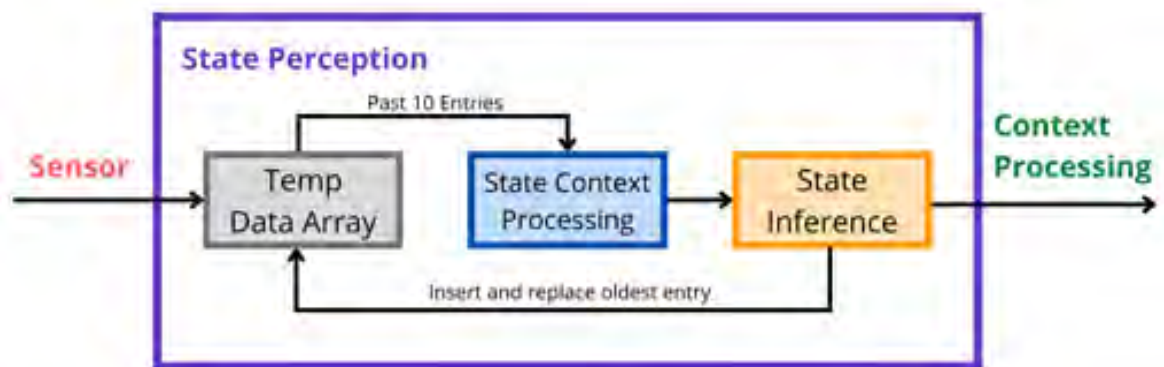 State Perception
Past 10 Entries
Sensor
Temp
Data Array
State Context
Processing
State
Inference
Context
Processing
Insert and replace oldest entry